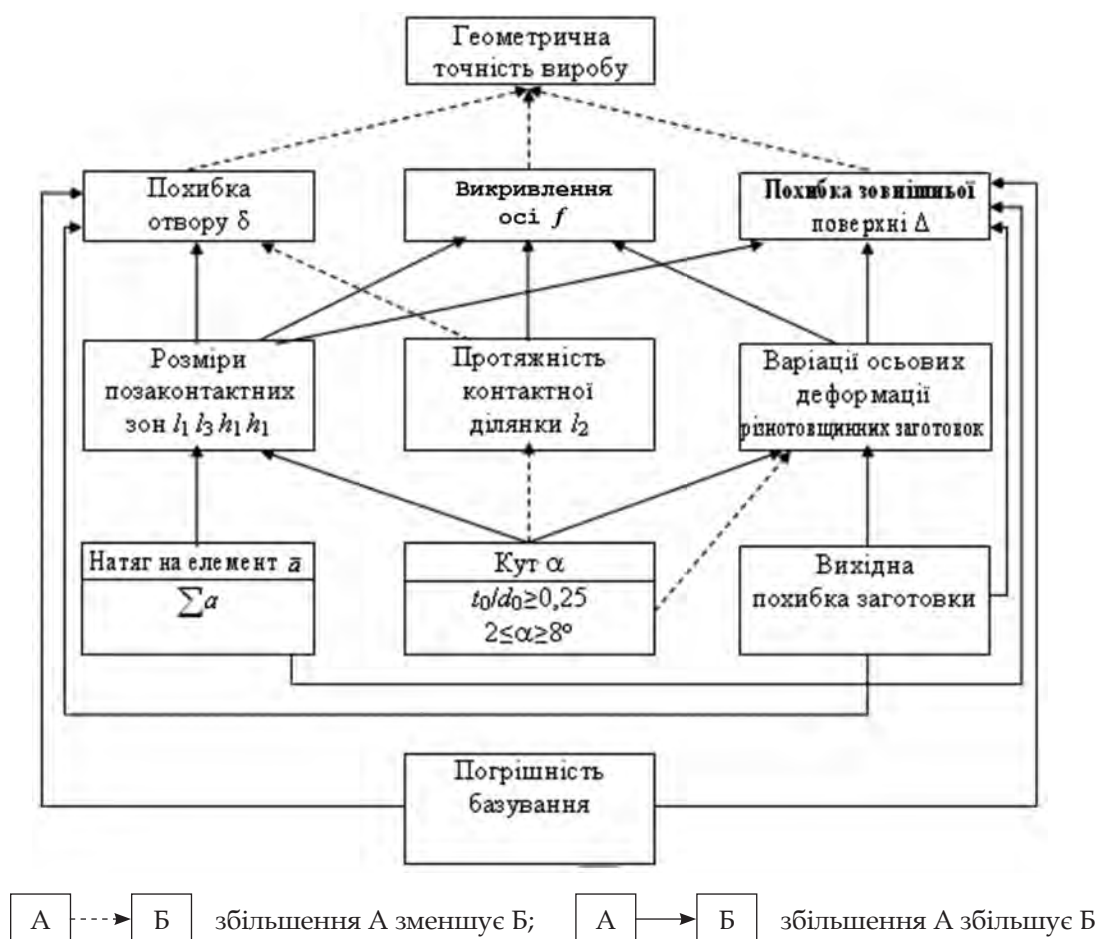 Геометрична
точність виробу
Похибка
отвору δ
Викривлення
осі f
Похибка зовнішньої
поверхні Δ
Розміри
позаконтактних
зон l₁ l₃ h₁ h₁
Протяжність
контактної
ділянки l₂
Варіації осьових
деформації
різнотовщинних заготовок
Натяг на елемент a
∑a
Кут α
t₀/d₀≥0,25
2≤α≥8°
Вихідна
похибка заготовки
Погрішність
базування
А Б збільшення А зменшує Б; А Б збільшення А збільшує Б